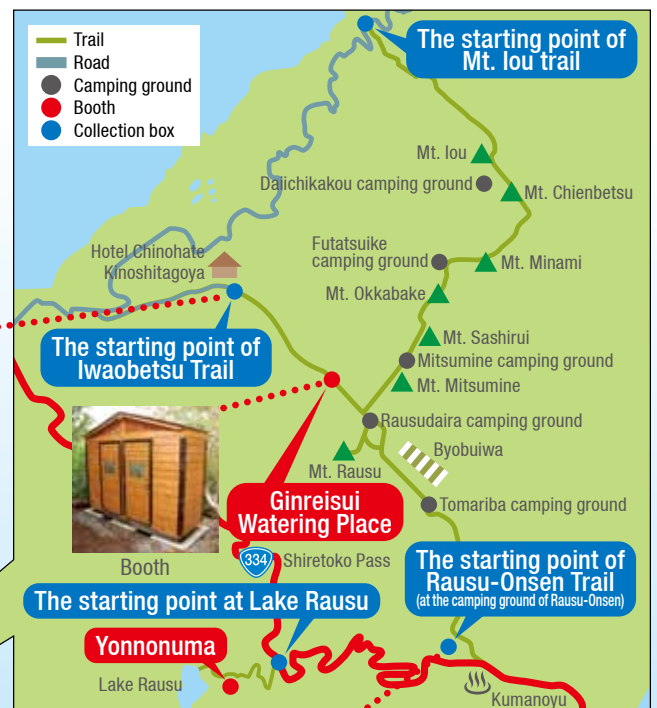 Trail
Road
Camping ground
Booth
Collection box
The starting point of
Mt. Iou trail
Mt. Iou
Daiichikakou camping ground
Mt. Chienbetsu
Futatsuike
camping ground
Mt. Minami
Hotel Chinohate
Kinoshitagoya
Mt. Okkabake
The starting point of
Iwaobetsu Trail
Mt. Sashirui
Mitsumine camping ground
Mt. Mitsumine
Rausudaira camping ground
Byobuiwa
Mt. Rausu
Ginreisui
Watering Place
Tomariba camping ground
Booth
334
Shiretoko Pass
The starting point of
Rausu-Onsen Trail
(at the camping ground of Rausu-Onsen)
The starting point at Lake Rausu
Yonnonuma
Lake Rausu
Kumanoyu